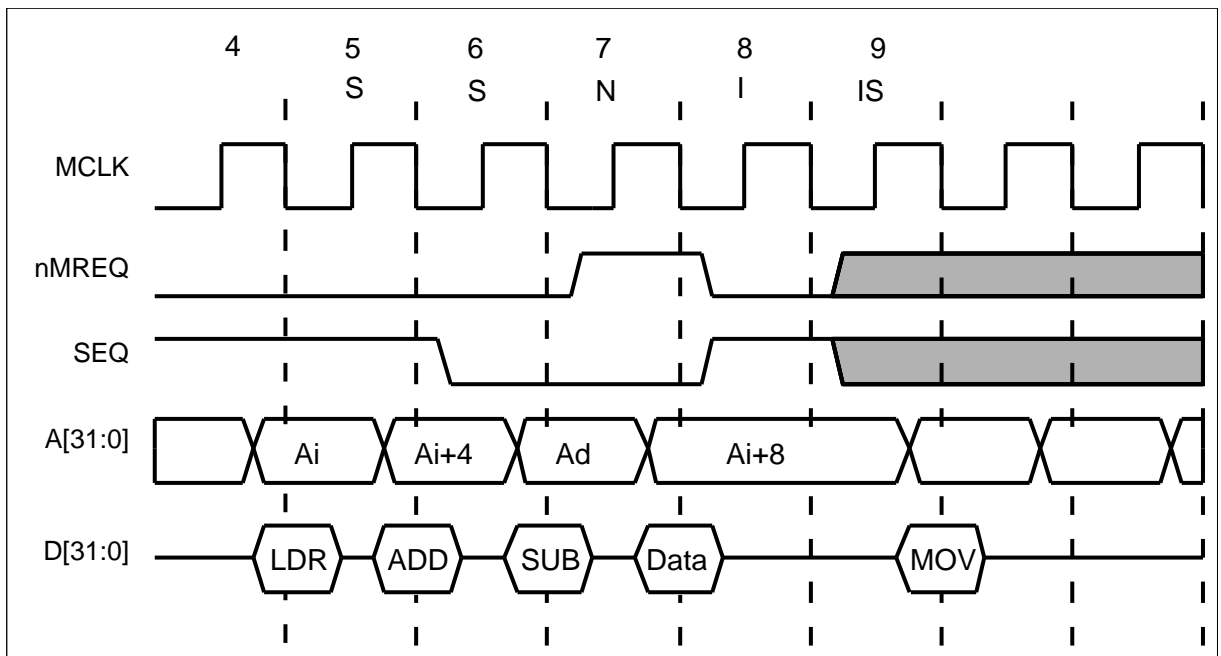 4 5 6 7 8 9
S S N I IS
MCLK
nMREQ
SEQ
A[31:0] Ai Ai+4 Ad Ai+8
D[31:0] LDR ADD SUB Data MOV